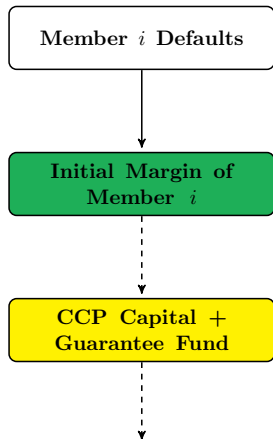 Member i Defaults
Initial Margin of
Member i
CCP Capital +
Guarantee Fund